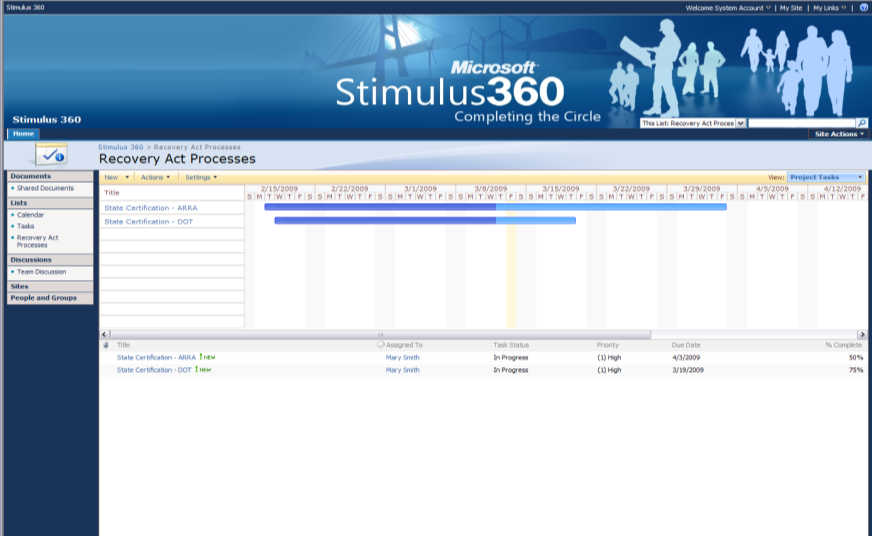 Stimulus 360
Welcome System Account | My Site | My Links |
Microsoft
Stimulus360
Completing the Circle
Stimulus 360
This List: Recovery Act Proces
Home
Site Actions
Stimulus 360 > Recovery Act Processes
Recovery Act Processes
Documents
Shared Documents
Lists
Calendar
Tasks
Recovery Act
Processes
Discussions
Team Discussion
Sites
People and Groups
New Actions Settings View: Project Tasks
Title
2/15/2009 2/22/2009 3/1/2009 3/8/2009 3/15/2009 3/22/2009 3/29/2009 4/5/2009 4/12/2009
S M T W T F S S M T W T F S S M T W T F S S M T W T F S S M T W T F S S M T W T F S S M T W T F S S M T W T F S S M T W T F
State Certification - ARRA
State Certification - DOT
Title Assigned To Task Status Priority Due Date % Complete
State Certification - ARRA ! NEW Mary Smith In Progress (1) High 4/3/2009 50%
State Certification - DOT ! NEW Mary Smith In Progress (1) High 3/19/2009 75%